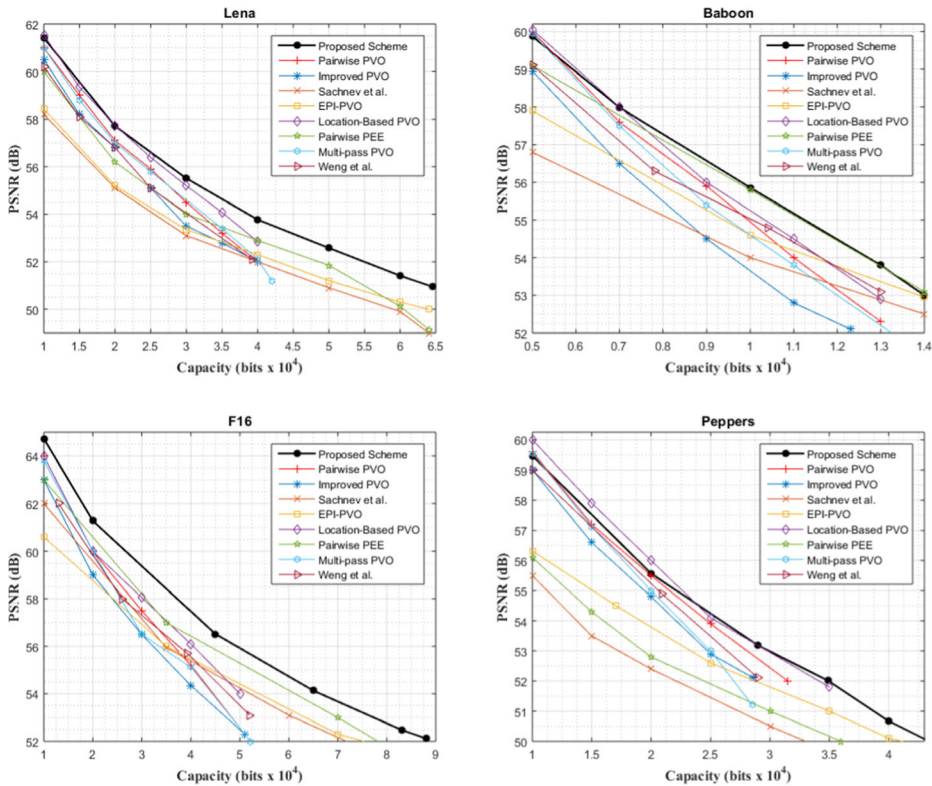 Lena
62
60
58
56
54
52
50
PSNR (dB)
1 1.5 2 2.5 3 3.5 4 4.5 5 5.5 6 6.5
Capacity (bits x 10^4)
Proposed Scheme
Pairwise PVO
Improved PVO
Sachnev et al.
EPI-PVO
Location-Based PVO
Pairwise PEE
Multi-pass PVO
Weng et al.
Baboon
60
59
58
57
56
55
54
53
52
PSNR (dB)
0.5 0.6 0.7 0.8 0.9 1 1.1 1.2 1.3 1.4
Capacity (bits x 10^4)
Proposed Scheme
Pairwise PVO
Improved PVO
Sachnev et al.
EPI-PVO
Location-Based PVO
Pairwise PEE
Multi-pass PVO
Weng et al.
F16
64
62
60
58
56
54
52
PSNR (dB)
1 2 3 4 5 6 7 8 9
Capacity (bits x 10^4)
Proposed Scheme
Pairwise PVO
Improved PVO
Sachnev et al.
EPI-PVO
Location-Based PVO
Pairwise PEE
Multi-pass PVO
Weng et al.
Peppers
60
59
58
57
56
55
54
53
52
51
50
PSNR (dB)
1 1.5 2 2.5 3 3.5 4
Capacity (bits x 10^4)
Proposed Scheme
Pairwise PVO
Improved PVO
Sachnev et al.
EPI-PVO
Location-Based PVO
Pairwise PEE
Multi-pass PVO
Weng et al.